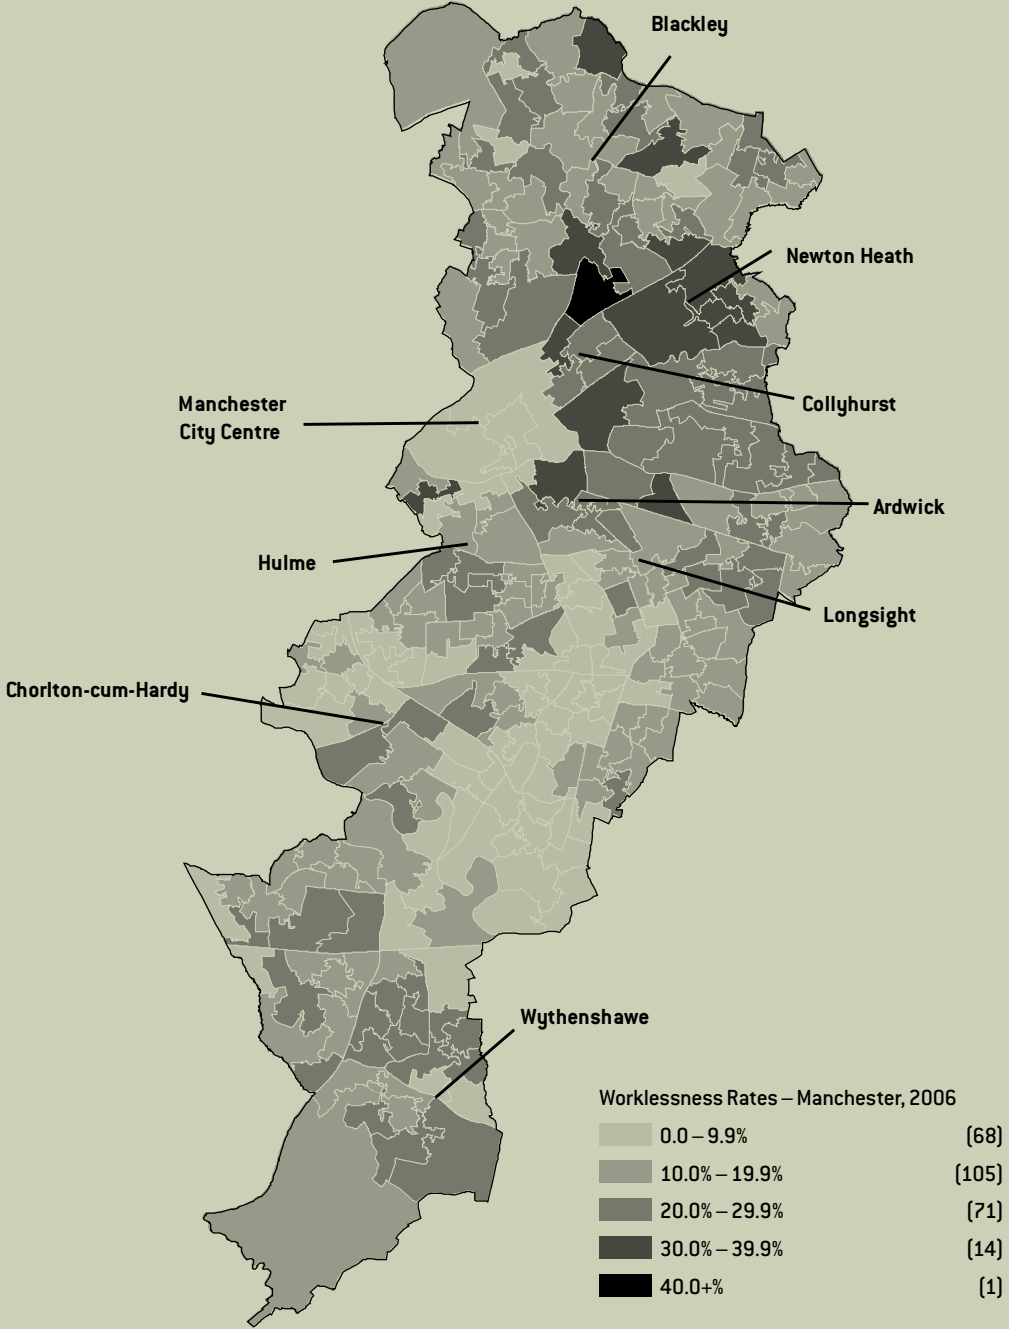 Blackley
Newton Heath
Manchester
City Centre
Collyhurst
Ardwick
Hulme
Longsight
Chorlton-cum-Hardy
Wythenshawe
Worklessness Rates – Manchester, 2006
0.0 – 9.9% (68)
10.0% – 19.9% (105)
20.0% – 29.9% (71)
30.0% – 39.9% (14)
40.0+% (1)